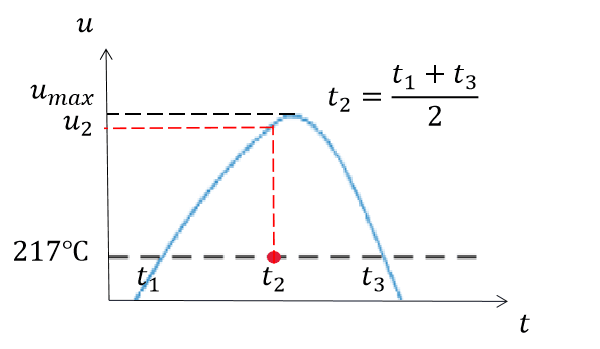 u
u_max
u_2
t_2 = (t_1 + t_3) / 2
217℃
t_1
t_2
t_3
t